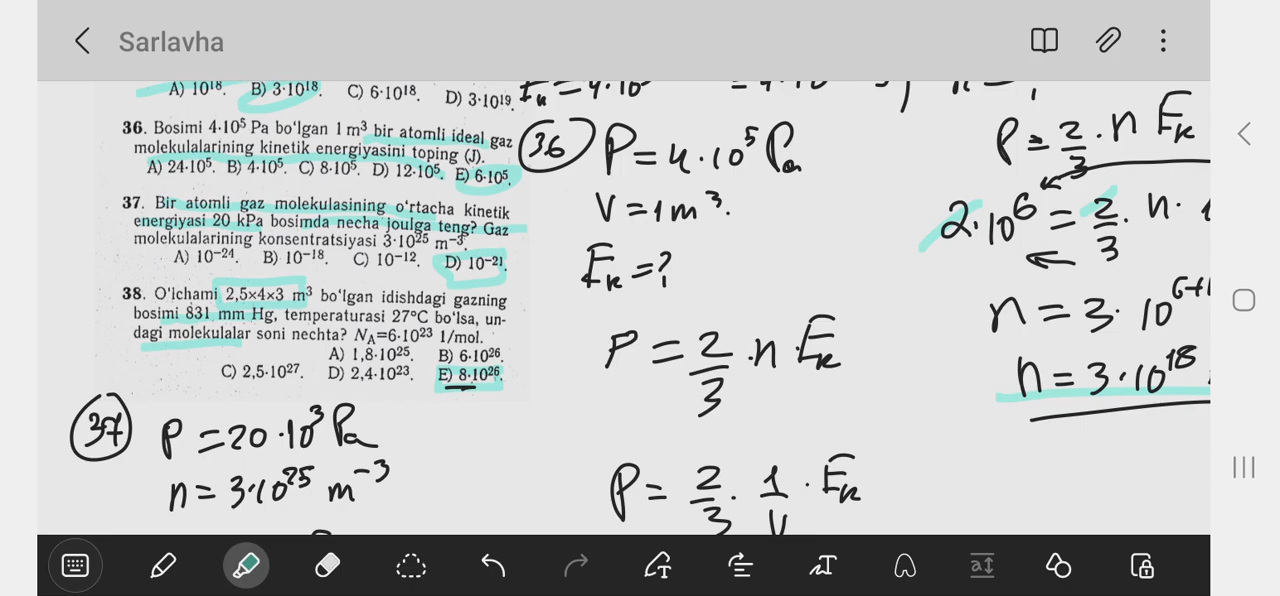 Sarlavha
A) 10¹⁸. B) 3·10¹⁸. C) 6·10¹⁸. D) 3·10¹⁹.
36. Bosimi 4·10⁵ Pa bo'lgan 1 m³ bir atomli ideal gaz
molekulalarining kinetik energiyasini toping (J).
A) 24·10⁵. B) 4·10⁵. C) 8·10⁵. D) 12·10⁵. E) 6·10⁵.
37. Bir atomli gaz molekulasining o'rtacha kinetik
energiyasi 20 kPa bosimda necha joulga teng? Gaz
molekulalarining konsentratsiyasi 3·10²⁵ m⁻³.
A) 10⁻²⁴. B) 10⁻¹⁸. C) 10⁻¹². D) 10⁻²¹.
38. O'lchami 2,5×4×3 m³ bo'lgan idishdagi gazning
bosimi 831 mm Hg, temperaturasi 27°C bo'lsa, un-
dagi molekulalar soni nechta? N_A=6·10²³ 1/mol.
A) 1,8·10²⁵. B) 6·10²⁶.
C) 2,5·10²⁷. D) 2,4·10²³. E) 8·10²⁶.
37 P = 20·10³ Pa
n = 3·10²⁵ m⁻³
36 P = 4·10⁵ Pa
V = 1 m³.
E_k = ?
P = 2/3 · n · E_k
P = 2/3 · 1/V · E_k
P = 2/3 · n E_k
2·10⁶ = 2/3 · n ·
n = 3·10
n = 3·10¹⁸